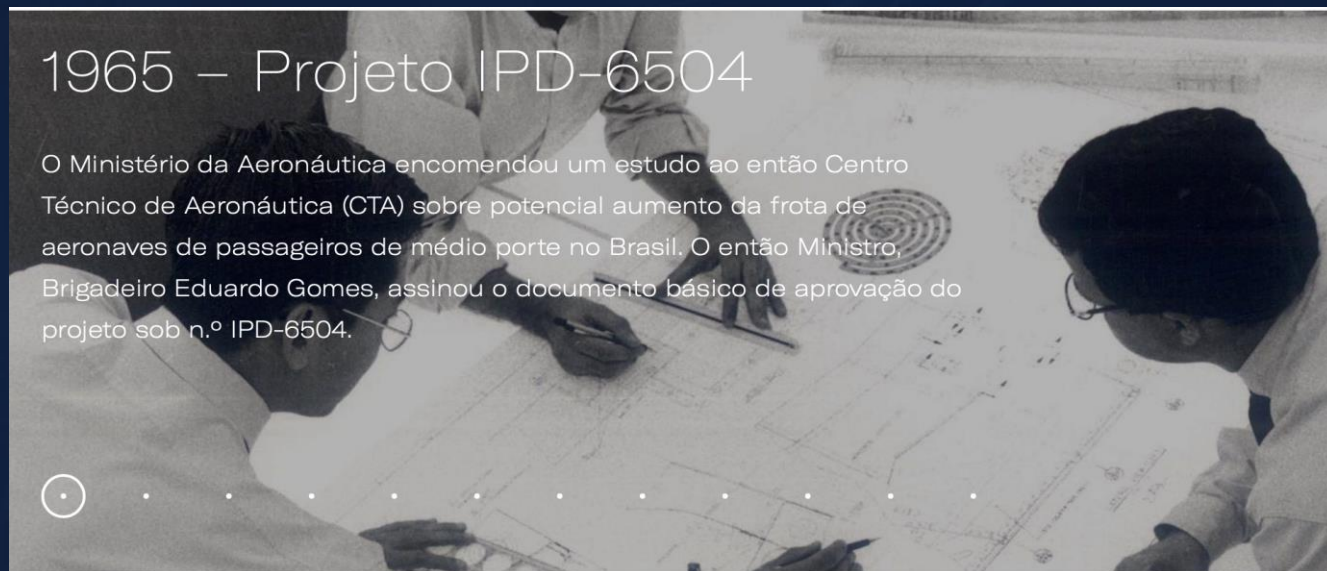 1965 – Projeto IPD-6504
O Ministério da Aeronáutica encomendou um estudo ao então Centro
Técnico de Aeronáutica (CTA) sobre potencial aumento da frota de
aeronaves de passageiros de médio porte no Brasil. O então Ministro,
Brigadeiro Eduardo Gomes, assinou o documento básico de aprovação do
projeto sob n.º IPD-6504.